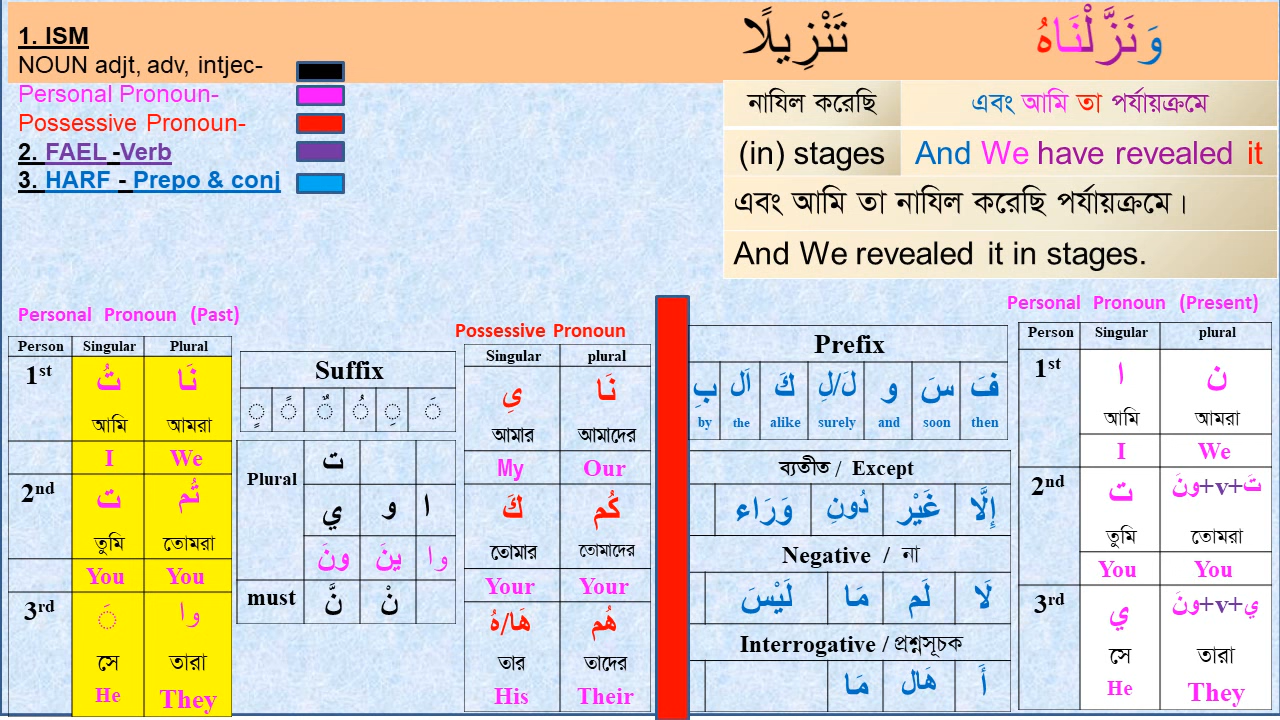 1. ISM
NOUN adjt, adv, intjec-
Personal Pronoun-
Possessive Pronoun-
2. FAEL -Verb
3. HARF - Prepo & conj
وَنَزَّلْنَاهُ تَنْزِيلًا
নাযিল করেছি এবং আমি তা পর্যায়ক্রমে
(in) stages And We have revealed it
এবং আমি তা নাযিল করেছি পর্যায়ক্রমে।
And We revealed it in stages.
Personal Pronoun (Past)
Person Singular Plural
1st تُ نَا
আমি আমরা
I We
2nd ت تُم
তুমি তোমরা
You You
3rd َ وا
সে তারা
He They
Suffix
ٍ ً ٌ ُ ِ َ
Plural ت
ي و ا
ونَ ينَ وا
must نَّ نْ
Possessive Pronoun
Singular plural
يِ نَا
আমার আমাদের
My Our
كَ كُم
তোমার তোমাদের
Your Your
هَا/هُ هُم
তার তাদের
His Their
Prefix
بِ اَل كَ لَ/لِ و سَ فَ
by the alike surely and soon then
ব্যতীত / Except
وَرَاء دُونِ غَيْر إِلَّا
Negative / না
لَيْسَ مَا لَم لَا
Interrogative / প্রশ্নসূচক
مَا هَال أَ
Personal Pronoun (Present)
Person Singular plural
1st ا ن
আমি আমরা
I We
2nd ت تَ+v+ونَ
তুমি তোমরা
You You
3rd ي ي+v+ونَ
সে তারা
He They